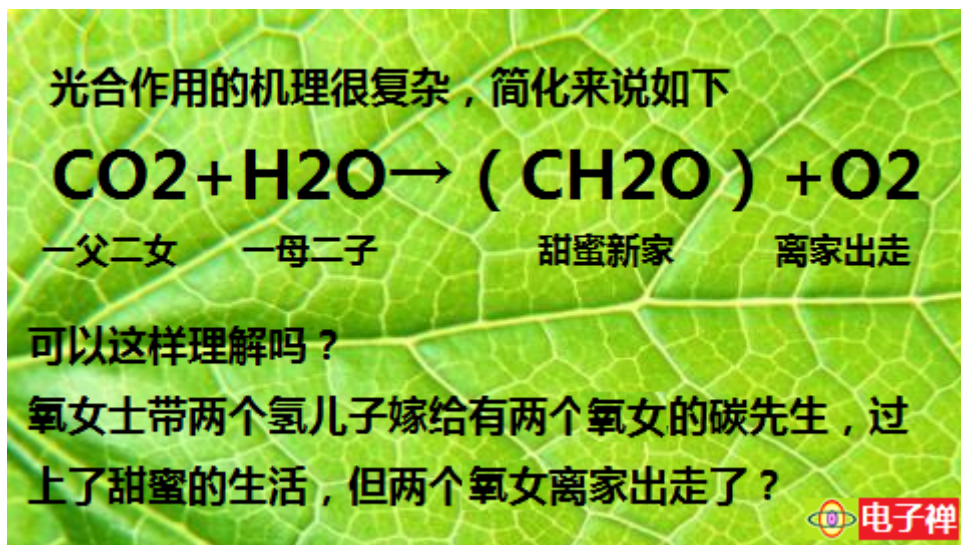 光合作用的机理很复杂，简化来说如下
CO2+H2O→（CH2O）+O2
一父二女 一母二子 甜蜜新家 离家出走
可以这样理解吗？
氧女士带两个氢儿子嫁给有两个氧女的碳先生，过
上了甜蜜的生活，但两个氧女离家出走了？
电子禅